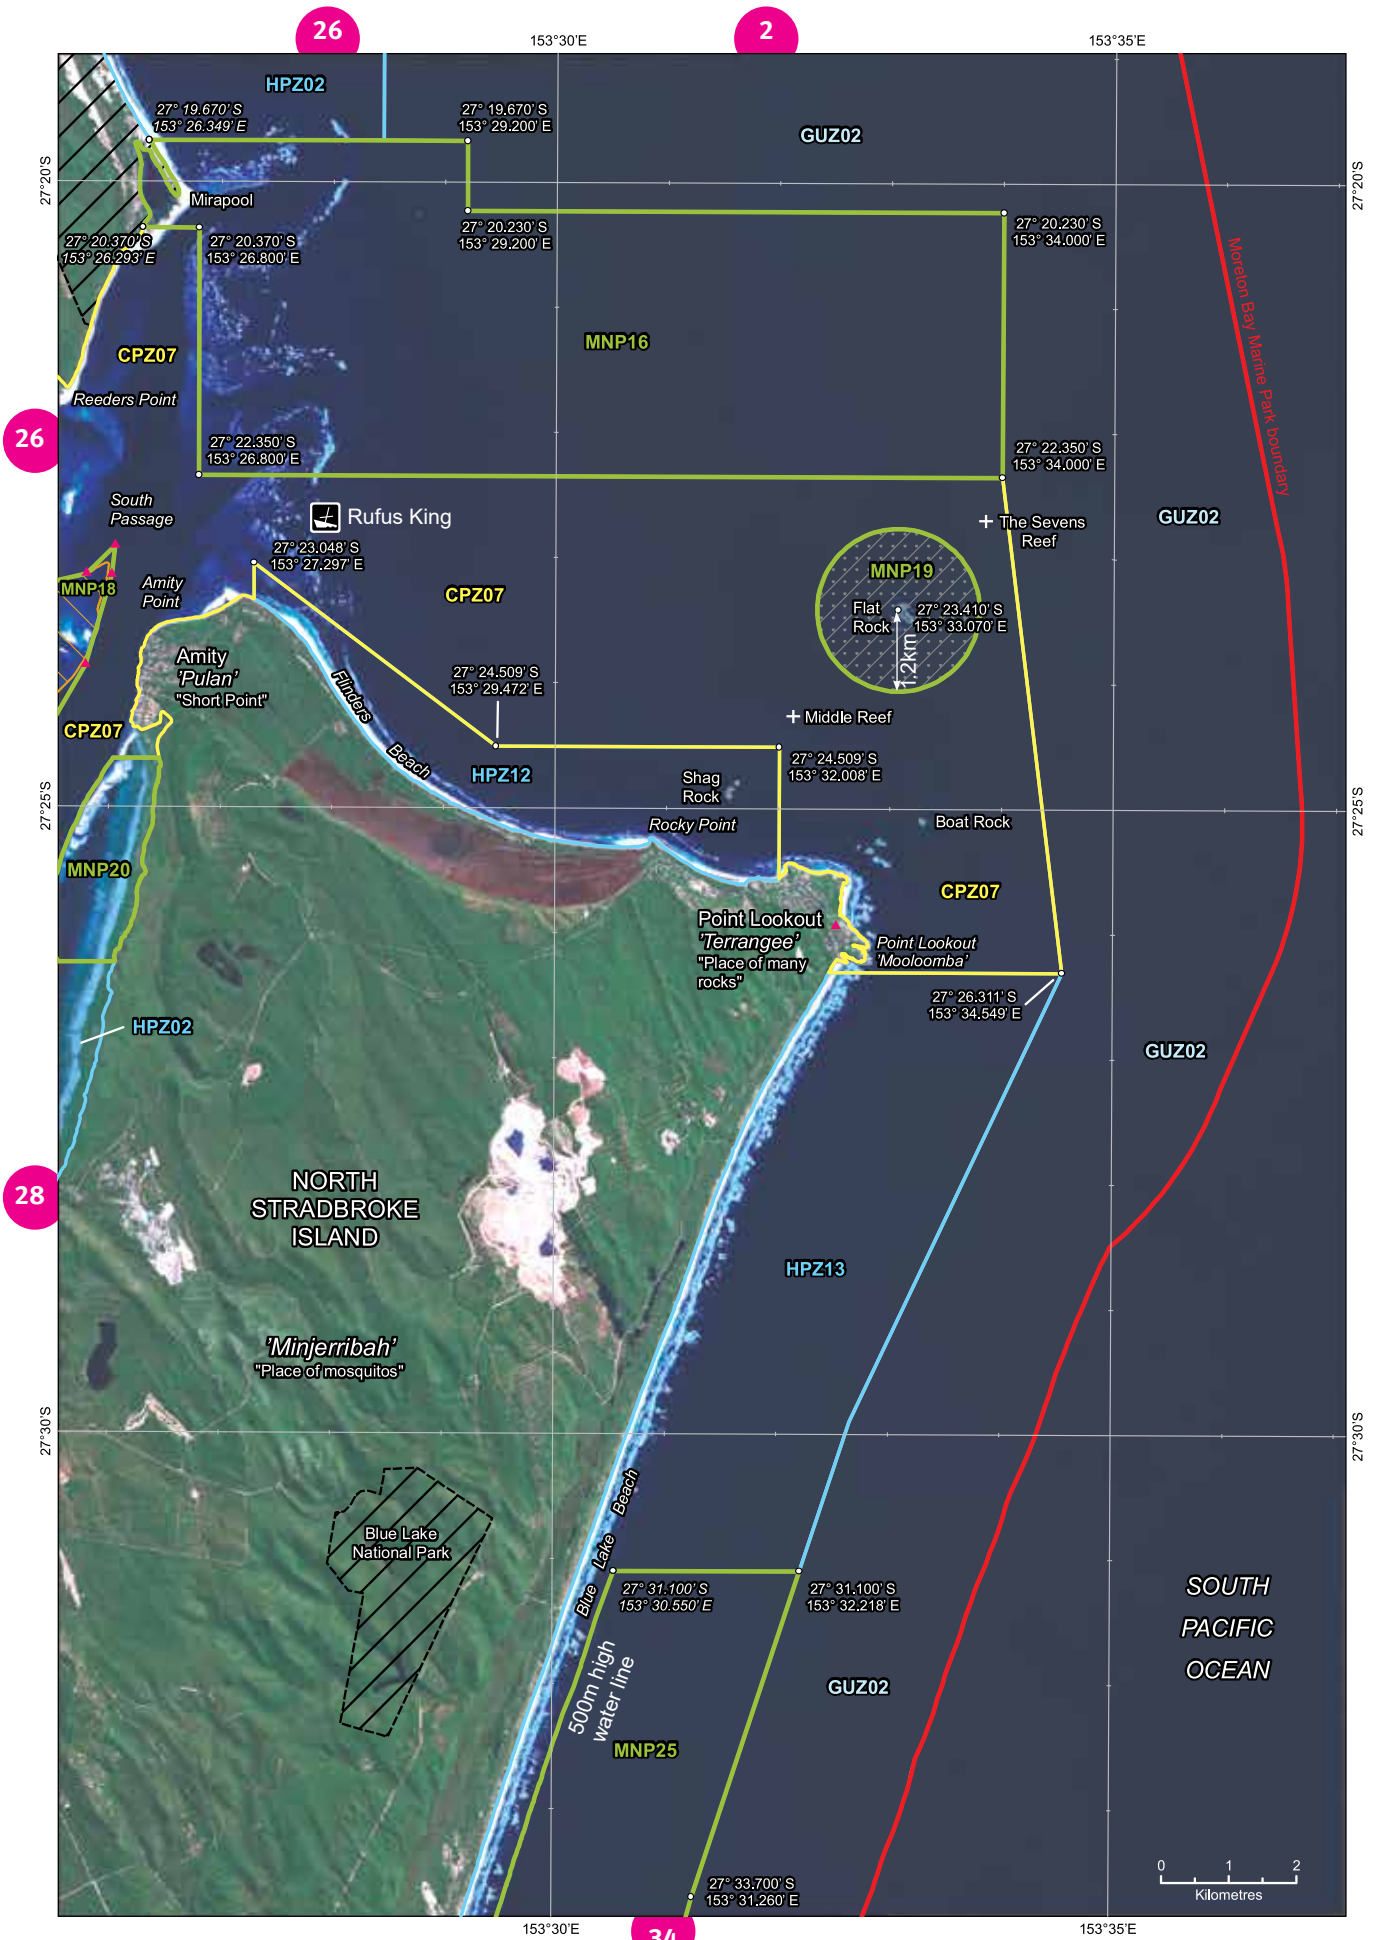 26
2
153°30'E
153°35'E
HPZ02
27° 19.670' S
153° 26.349' E
27° 19.670' S
153° 29.200' E
GUZ02
27°20'S
27°20'S
Mirapool
27° 20.370' S
153° 26.293' E
27° 20.370' S
153° 26.800' E
27° 20.230' S
153° 29.200' E
27° 20.230' S
153° 34.000' E
Moreton Bay Marine Park boundary
MNP16
CPZ07
Reeders Point
26
27° 22.350' S
153° 26.800' E
27° 22.350' S
153° 34.000' E
South
Passage
Rufus King
GUZ02
The Sevens
Reef
27° 23.048' S
153° 27.297' E
MNP18
Amity
Point
CPZ07
MNP19
Flat
Rock
27° 23.410' S
153° 33.070' E
1.2km
Amity
'Pulan'
"Short Point"
Flinders
Beach
27° 24.509' S
153° 29.472' E
Middle Reef
CPZ07
HPZ12
27° 24.509' S
153° 32.008' E
Shag
Rock
27°25'S
27°25'S
Rocky Point
Boat Rock
MNP20
CPZ07
Point Lookout
'Terrangee'
"Place of many
rocks"
Point Lookout
'Mooloomba'
27° 26.311' S
153° 34.549' E
HPZ02
GUZ02
28
NORTH
STRADBROKE
ISLAND
HPZ13
'Minjerribah'
"Place of mosquitos"
27°30'S
27°30'S
Blue Lake
National Park
Blue Lake Beach
27° 31.100' S
153° 30.550' E
27° 31.100' S
153° 32.218' E
SOUTH
PACIFIC
OCEAN
500m high
water line
GUZ02
MNP25
27° 33.700' S
153° 31.260' E
0 1 2
Kilometres
153°30'E
34
153°35'E